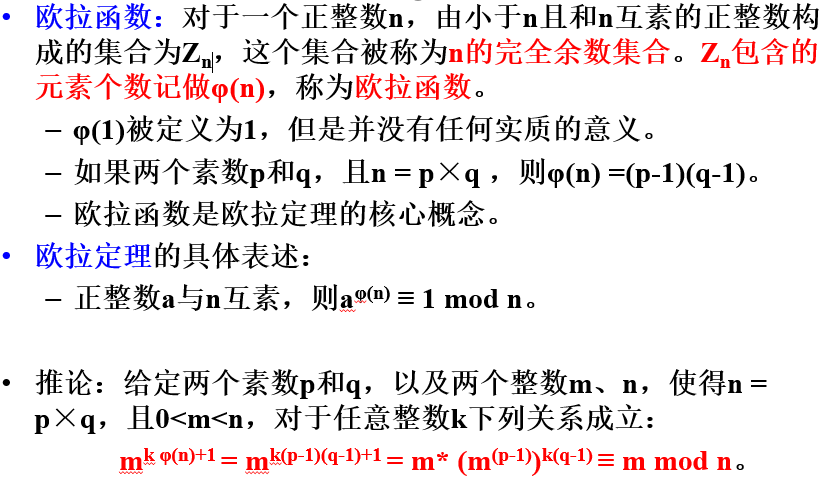 • 欧拉函数：对于一个正整数n，由小于n且和n互素的正整数构
成的集合为Zn，这个集合被称为n的完全余数集合。Zn包含的
元素个数记做φ(n)，称为欧拉函数。
– φ(1)被定义为1，但是并没有任何实质的意义。
– 如果两个素数p和q，且n = p×q ，则φ(n) =(p-1)(q-1)。
– 欧拉函数是欧拉定理的核心概念。
• 欧拉定理的具体表述：
– 正整数a与n互素，则a^φ(n) ≡ 1 mod n。
• 推论：给定两个素数p和q，以及两个整数m、n，使得n =
p×q，且0<m<n，对于任意整数k下列关系成立：
m^k φ(n)+1 = m^k(p-1)(q-1)+1 = m* (m^(p-1))^k(q-1) ≡ m mod n。